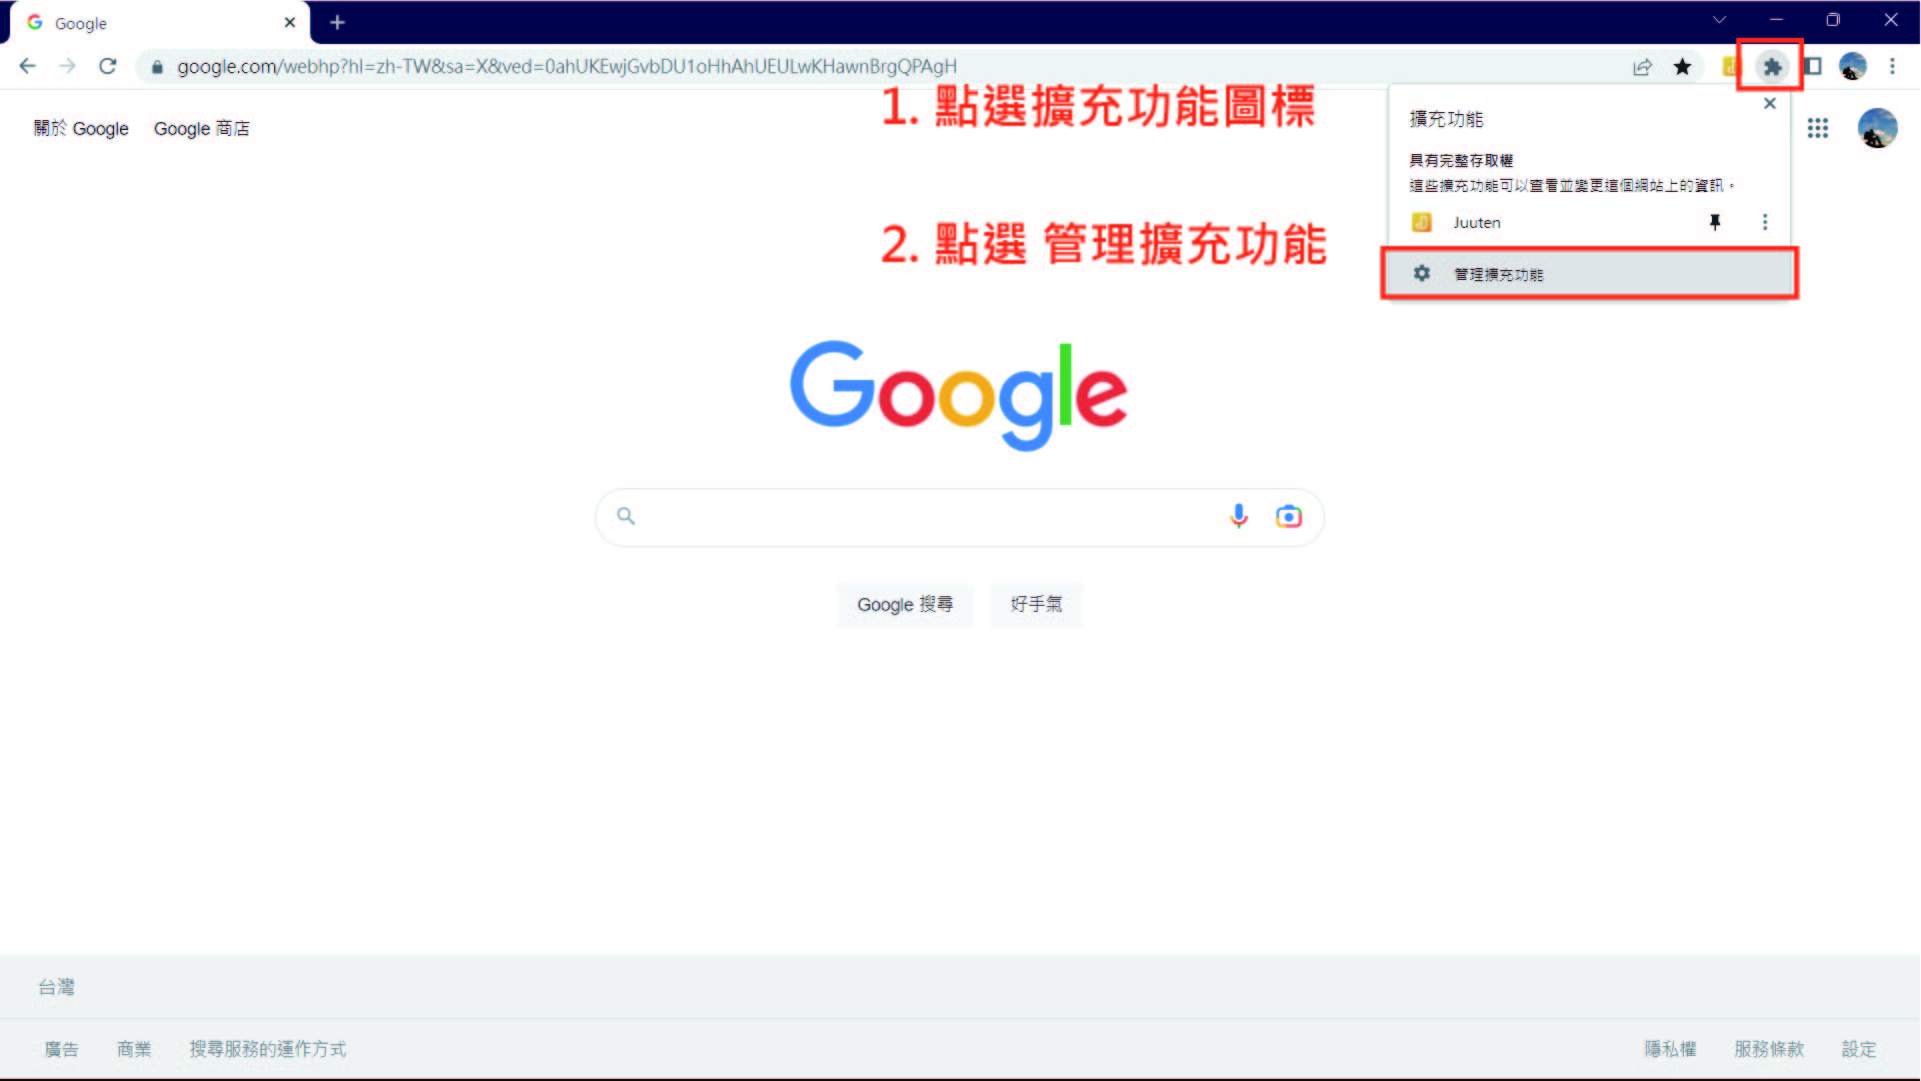 Google
google.com/webhp?hl=zh-TW&sa=X&ved=0ahUKEwjGvbDU1oHhAhUEULwKHawnBrgQPAgH
1. 點選擴充功能圖標
關於 Google
Google 商店
擴充功能
具有完整存取權
這些擴充功能可以查看並變更這個網站上的資訊。
Juuten
2. 點選 管理擴充功能
管理擴充功能
Google
Google 搜尋
好手氣
台灣
廣告
商業
搜尋服務的運作方式
隱私權
服務條款
設定